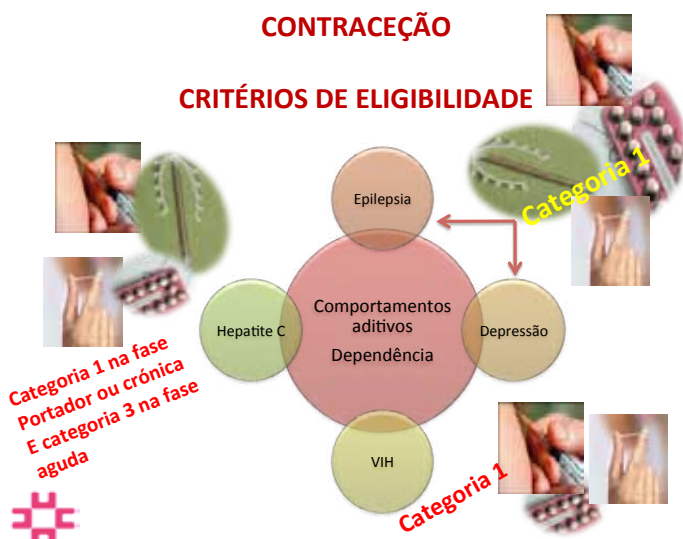 CONTRACEÇÃO
CRITÉRIOS DE ELIGIBILIDADE
Categoria 1
Epilepsia
Comportamentos
aditivos
Dependência
Hepatite C
Depressão
VIH
Categoria 1 na fase
Portador ou crónica
E categoria 3 na fase
aguda
Categoria 1